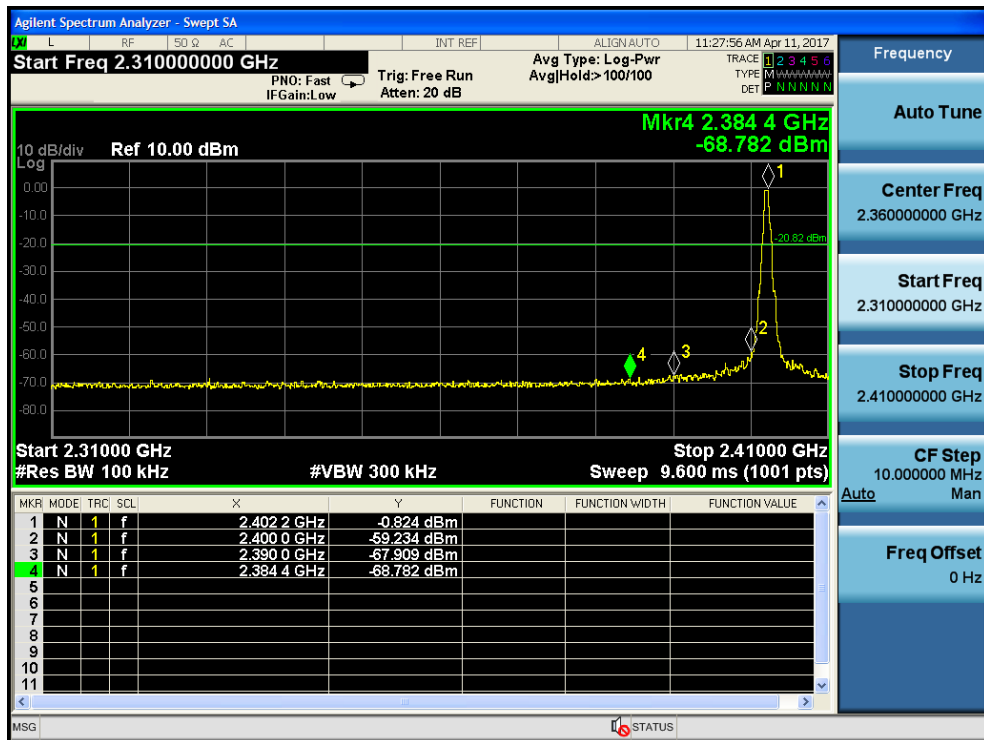 Agilent Spectrum Analyzer - Swept SA
LXI L RF 50 Ω AC INT REF ALIGN AUTO 11:27:56 AM Apr 11, 2017
Start Freq 2.310000000 GHz
PNO: Fast
IFGain:Low
Trig: Free Run
Atten: 20 dB
Avg Type: Log-Pwr
Avg|Hold:>100/100
TRACE 1 2 3 4 5 6
TYPE M WWWWW
DET P N N N N N
Mkr4 2.384 4 GHz
-68.782 dBm
10 dB/div Ref 10.00 dBm
Log
0.00
-10.0
-20.0
-30.0
-40.0
-50.0
-60.0
-70.0
-80.0
1
-20.82 dBm
2
3
4
Start 2.31000 GHz Stop 2.41000 GHz
#Res BW 100 kHz #VBW 300 kHz Sweep 9.600 ms (1001 pts)
MKR MODE TRC SCL X Y FUNCTION FUNCTION WIDTH FUNCTION VALUE
1 N 1 f 2.402 2 GHz -0.824 dBm
2 N 1 f 2.400 0 GHz -59.234 dBm
3 N 1 f 2.390 0 GHz -67.909 dBm
4 N 1 f 2.384 4 GHz -68.782 dBm
5
6
7
8
9
10
11
MSG STATUS
Frequency
Auto Tune
Center Freq
2.360000000 GHz
Start Freq
2.310000000 GHz
Stop Freq
2.410000000 GHz
CF Step
10.000000 MHz
Auto Man
Freq Offset
0 Hz